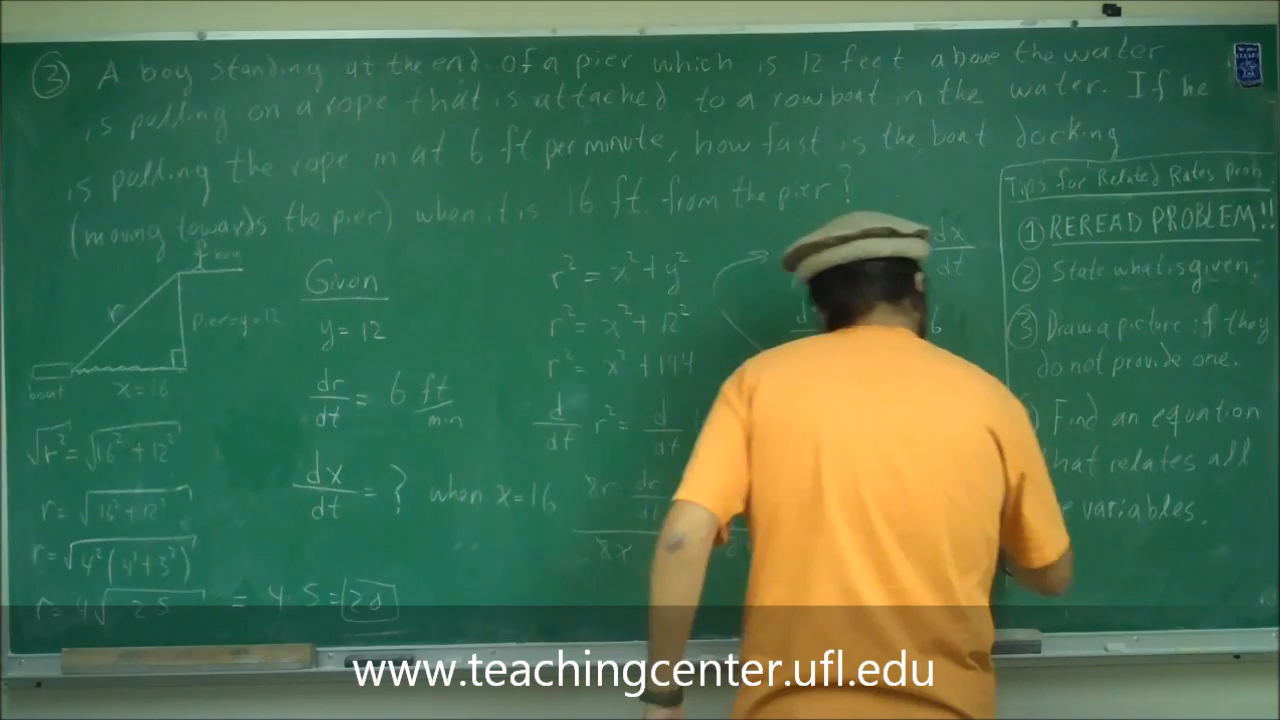 ③ A boy standing at the end of a pier which is 12 feet above the water
is pulling on a rope that is attached to a rowboat in the water. If he
is pulling the rope in at 6 ft per minute, how fast is the boat docking
(moving towards the pier) when it is 16 ft from the pier?
r
pier=y=12
boat
x=16
√r² = √16² + 12²
r = √16² + 12²
r = √4²(4² + 3²)
r = 4√25 = 4·5 = 20
Given
y = 12
dr/dt = 6 ft/min
dx/dt = ? when x=16
r² = x² + y²
r² = x² + 12²
r² = x² + 144
d/dt r² = d/dt
2r dr/dt
2x
2
dx/dt
6
Tips for Related Rates Prob
① REREAD PROBLEM!!
② State what is given.
③ Draw a picture if they
do not provide one.
Find an equation
that relates all
variables.
www.teachingcenter.ufl.edu